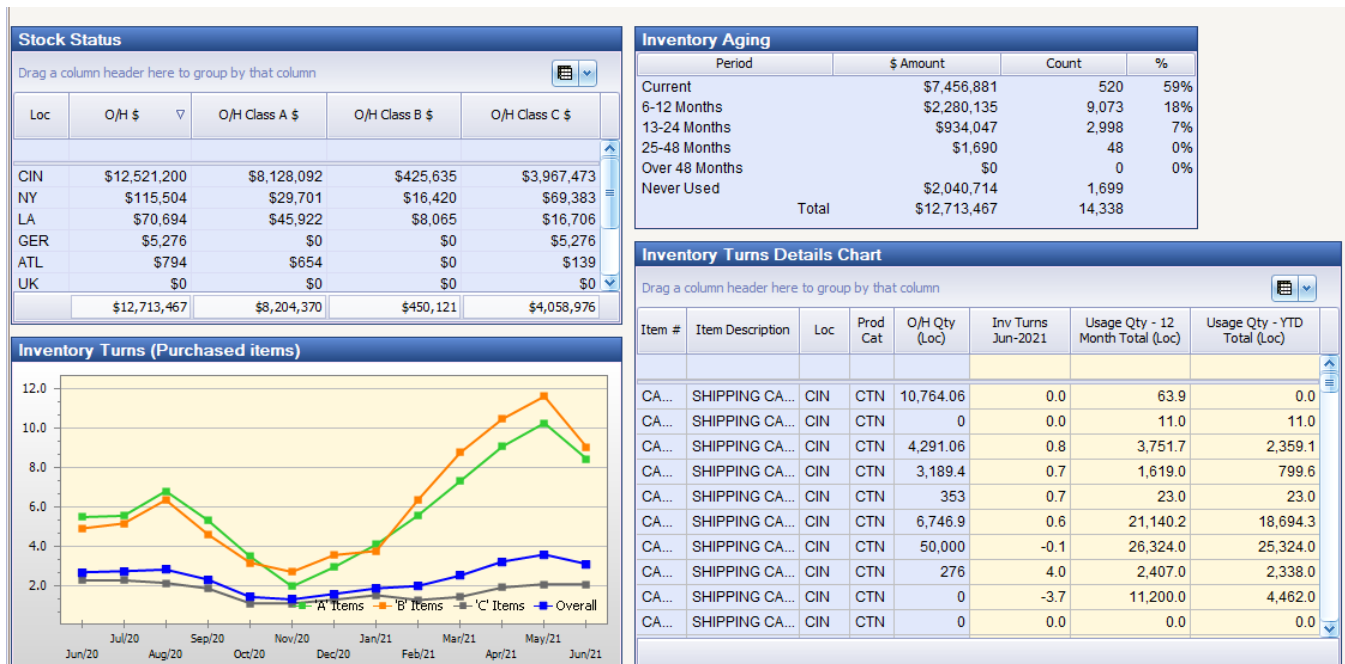 Stock Status
Drag a column header here to group by that column
Loc O/H $ O/H Class A $ O/H Class B $ O/H Class C $
CIN $12,521,200 $8,128,092 $425,635 $3,967,473
NY $115,504 $29,701 $16,420 $69,383
LA $70,694 $45,922 $8,065 $16,706
GER $5,276 $0 $0 $5,276
ATL $794 $654 $0 $139
UK $0 $0 $0 $0
$12,713,467 $8,204,370 $450,121 $4,058,976
Inventory Turns (Purchased items)
12.0
10.0
8.0
6.0
4.0
2.0
'A' Items 'B' Items 'C' Items Overall
Jul/20 Sep/20 Nov/20 Jan/21 Mar/21 May/21
Jun/20 Aug/20 Oct/20 Dec/20 Feb/21 Apr/21 Jun/21
Inventory Aging
Period $ Amount Count %
Current $7,456,881 520 59%
6-12 Months $2,280,135 9,073 18%
13-24 Months $934,047 2,998 7%
25-48 Months $1,690 48 0%
Over 48 Months $0 0 0%
Never Used $2,040,714 1,699
Total $12,713,467 14,338
Inventory Turns Details Chart
Drag a column header here to group by that column
Item # Item Description Loc Prod Cat O/H Qty (Loc) Inv Turns Jun-2021 Usage Qty - 12 Month Total (Loc) Usage Qty - YTD Total (Loc)
CA... SHIPPING CA... CIN CTN 10,764.06 0.0 63.9 0.0
CA... SHIPPING CA... CIN CTN 0 0.0 11.0 11.0
CA... SHIPPING CA... CIN CTN 4,291.06 0.8 3,751.7 2,359.1
CA... SHIPPING CA... CIN CTN 3,189.4 0.7 1,619.0 799.6
CA... SHIPPING CA... CIN CTN 353 0.7 23.0 23.0
CA... SHIPPING CA... CIN CTN 6,746.9 0.6 21,140.2 18,694.3
CA... SHIPPING CA... CIN CTN 50,000 -0.1 26,324.0 25,324.0
CA... SHIPPING CA... CIN CTN 276 4.0 2,407.0 2,338.0
CA... SHIPPING CA... CIN CTN 0 -3.7 11,200.0 4,462.0
CA... SHIPPING CA... CIN CTN 0 0.0 0.0 0.0